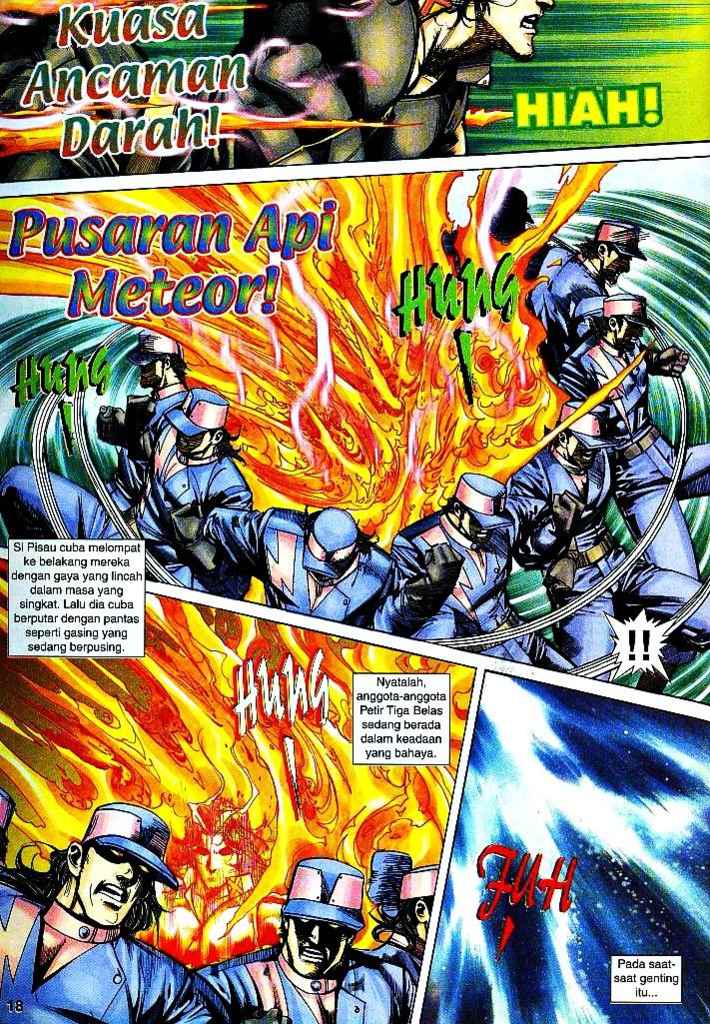 Kuasa
Ancaman
Darah!
HIAH!
Pusaran Api
Meteor!
HUNG!
HUNG!
Si Pisau cuba melompat
ke belakang mereka
dengan gaya yang lincah
dalam masa yang
singkat. Lalu dia cuba
berputar dengan pantas
seperti gasing yang
sedang berpusing.
!!
HUNG!
Nyatalah,
anggota-anggota
Petir Tiga Belas
sedang berada
dalam keadaan
yang bahaya.
FUH!
Pada saat-
saat genting
itu...
18